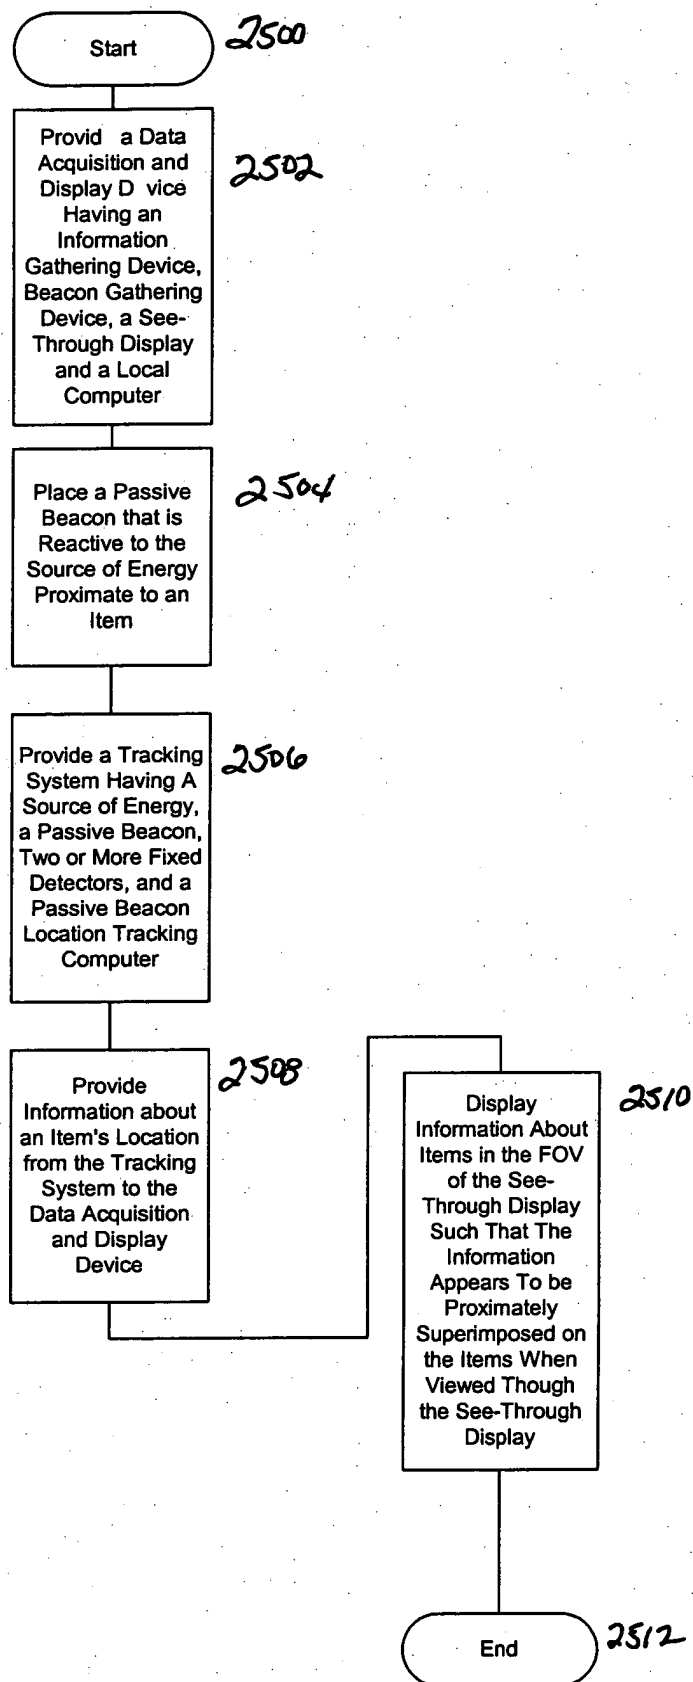 Start
2500
Provid a Data
Acquisition and
Display D vice
Having an
Information
Gathering Device,
Beacon Gathering
Device, a See-
Through Display
and a Local
Computer
2502
Place a Passive
Beacon that is
Reactive to the
Source of Energy
Proximate to an
Item
2504
Provide a Tracking
System Having A
Source of Energy,
a Passive Beacon,
Two or More Fixed
Detectors, and a
Passive Beacon
Location Tracking
Computer
2506
Provide
Information about
an Item's Location
from the Tracking
System to the
Data Acquisition
and Display
Device
2508
Display
Information About
Items in the FOV
of the See-
Through Display
Such That The
Information
Appears To be
Proximately
Superimposed on
the Items When
Viewed Though
the See-Through
Display
2510
End
2512